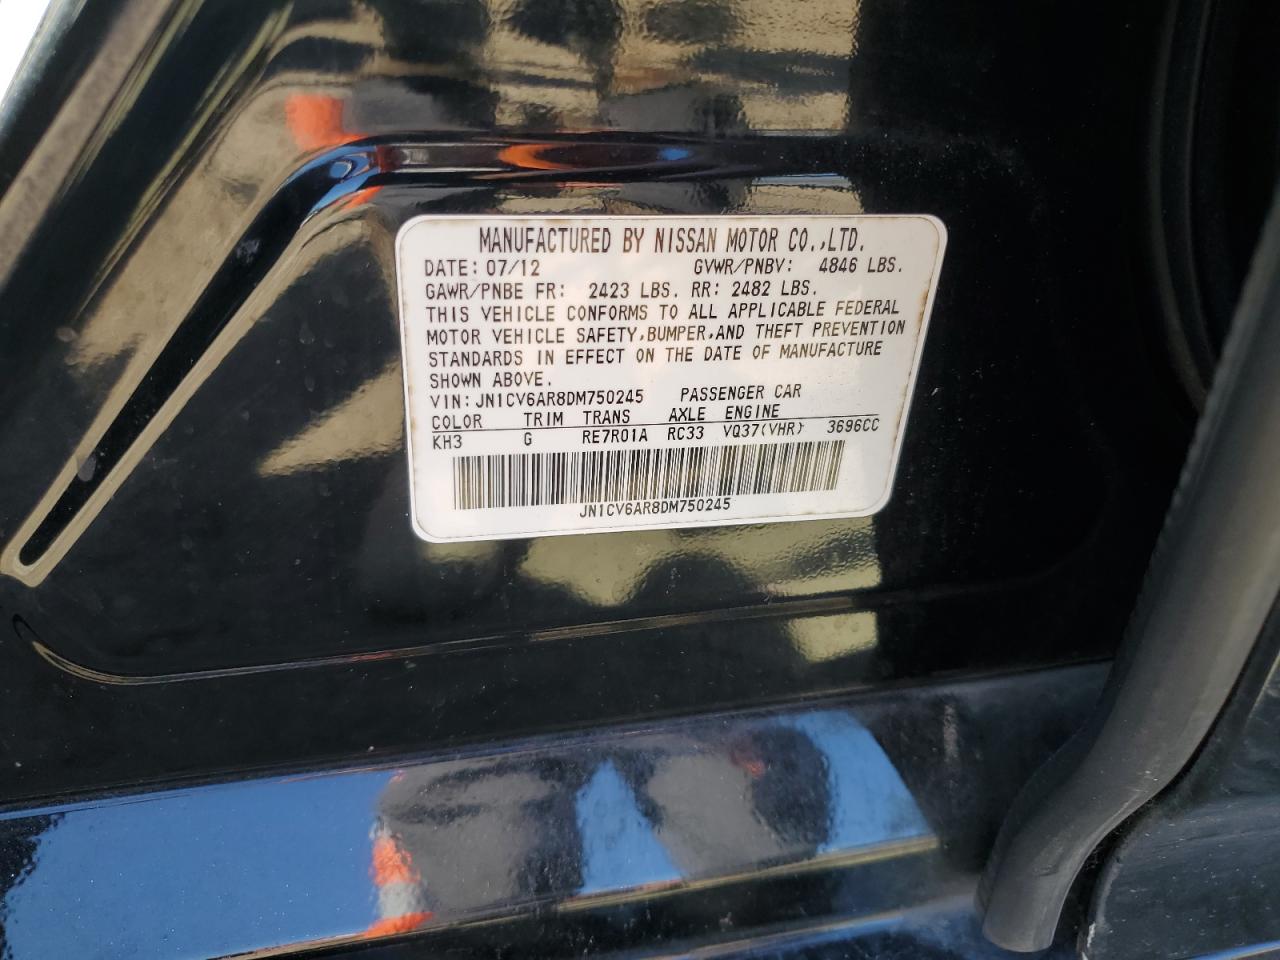 MANUFACTURED BY NISSAN MOTOR CO.,LTD.
DATE: 07/12 GVWR/PNBV: 4846 LBS.
GAWR/PNBE FR: 2423 LBS. RR: 2482 LBS.
THIS VEHICLE CONFORMS TO ALL APPLICABLE FEDERAL
MOTOR VEHICLE SAFETY,BUMPER,AND THEFT PREVENTION
STANDARDS IN EFFECT ON THE DATE OF MANUFACTURE
SHOWN ABOVE.
VIN: JN1CV6AR8DM750245 PASSENGER CAR
COLOR TRIM TRANS AXLE ENGINE
KH3 G RE7R01A RC33 VQ37(VHR) 3696CC
JN1CV6AR8DM750245